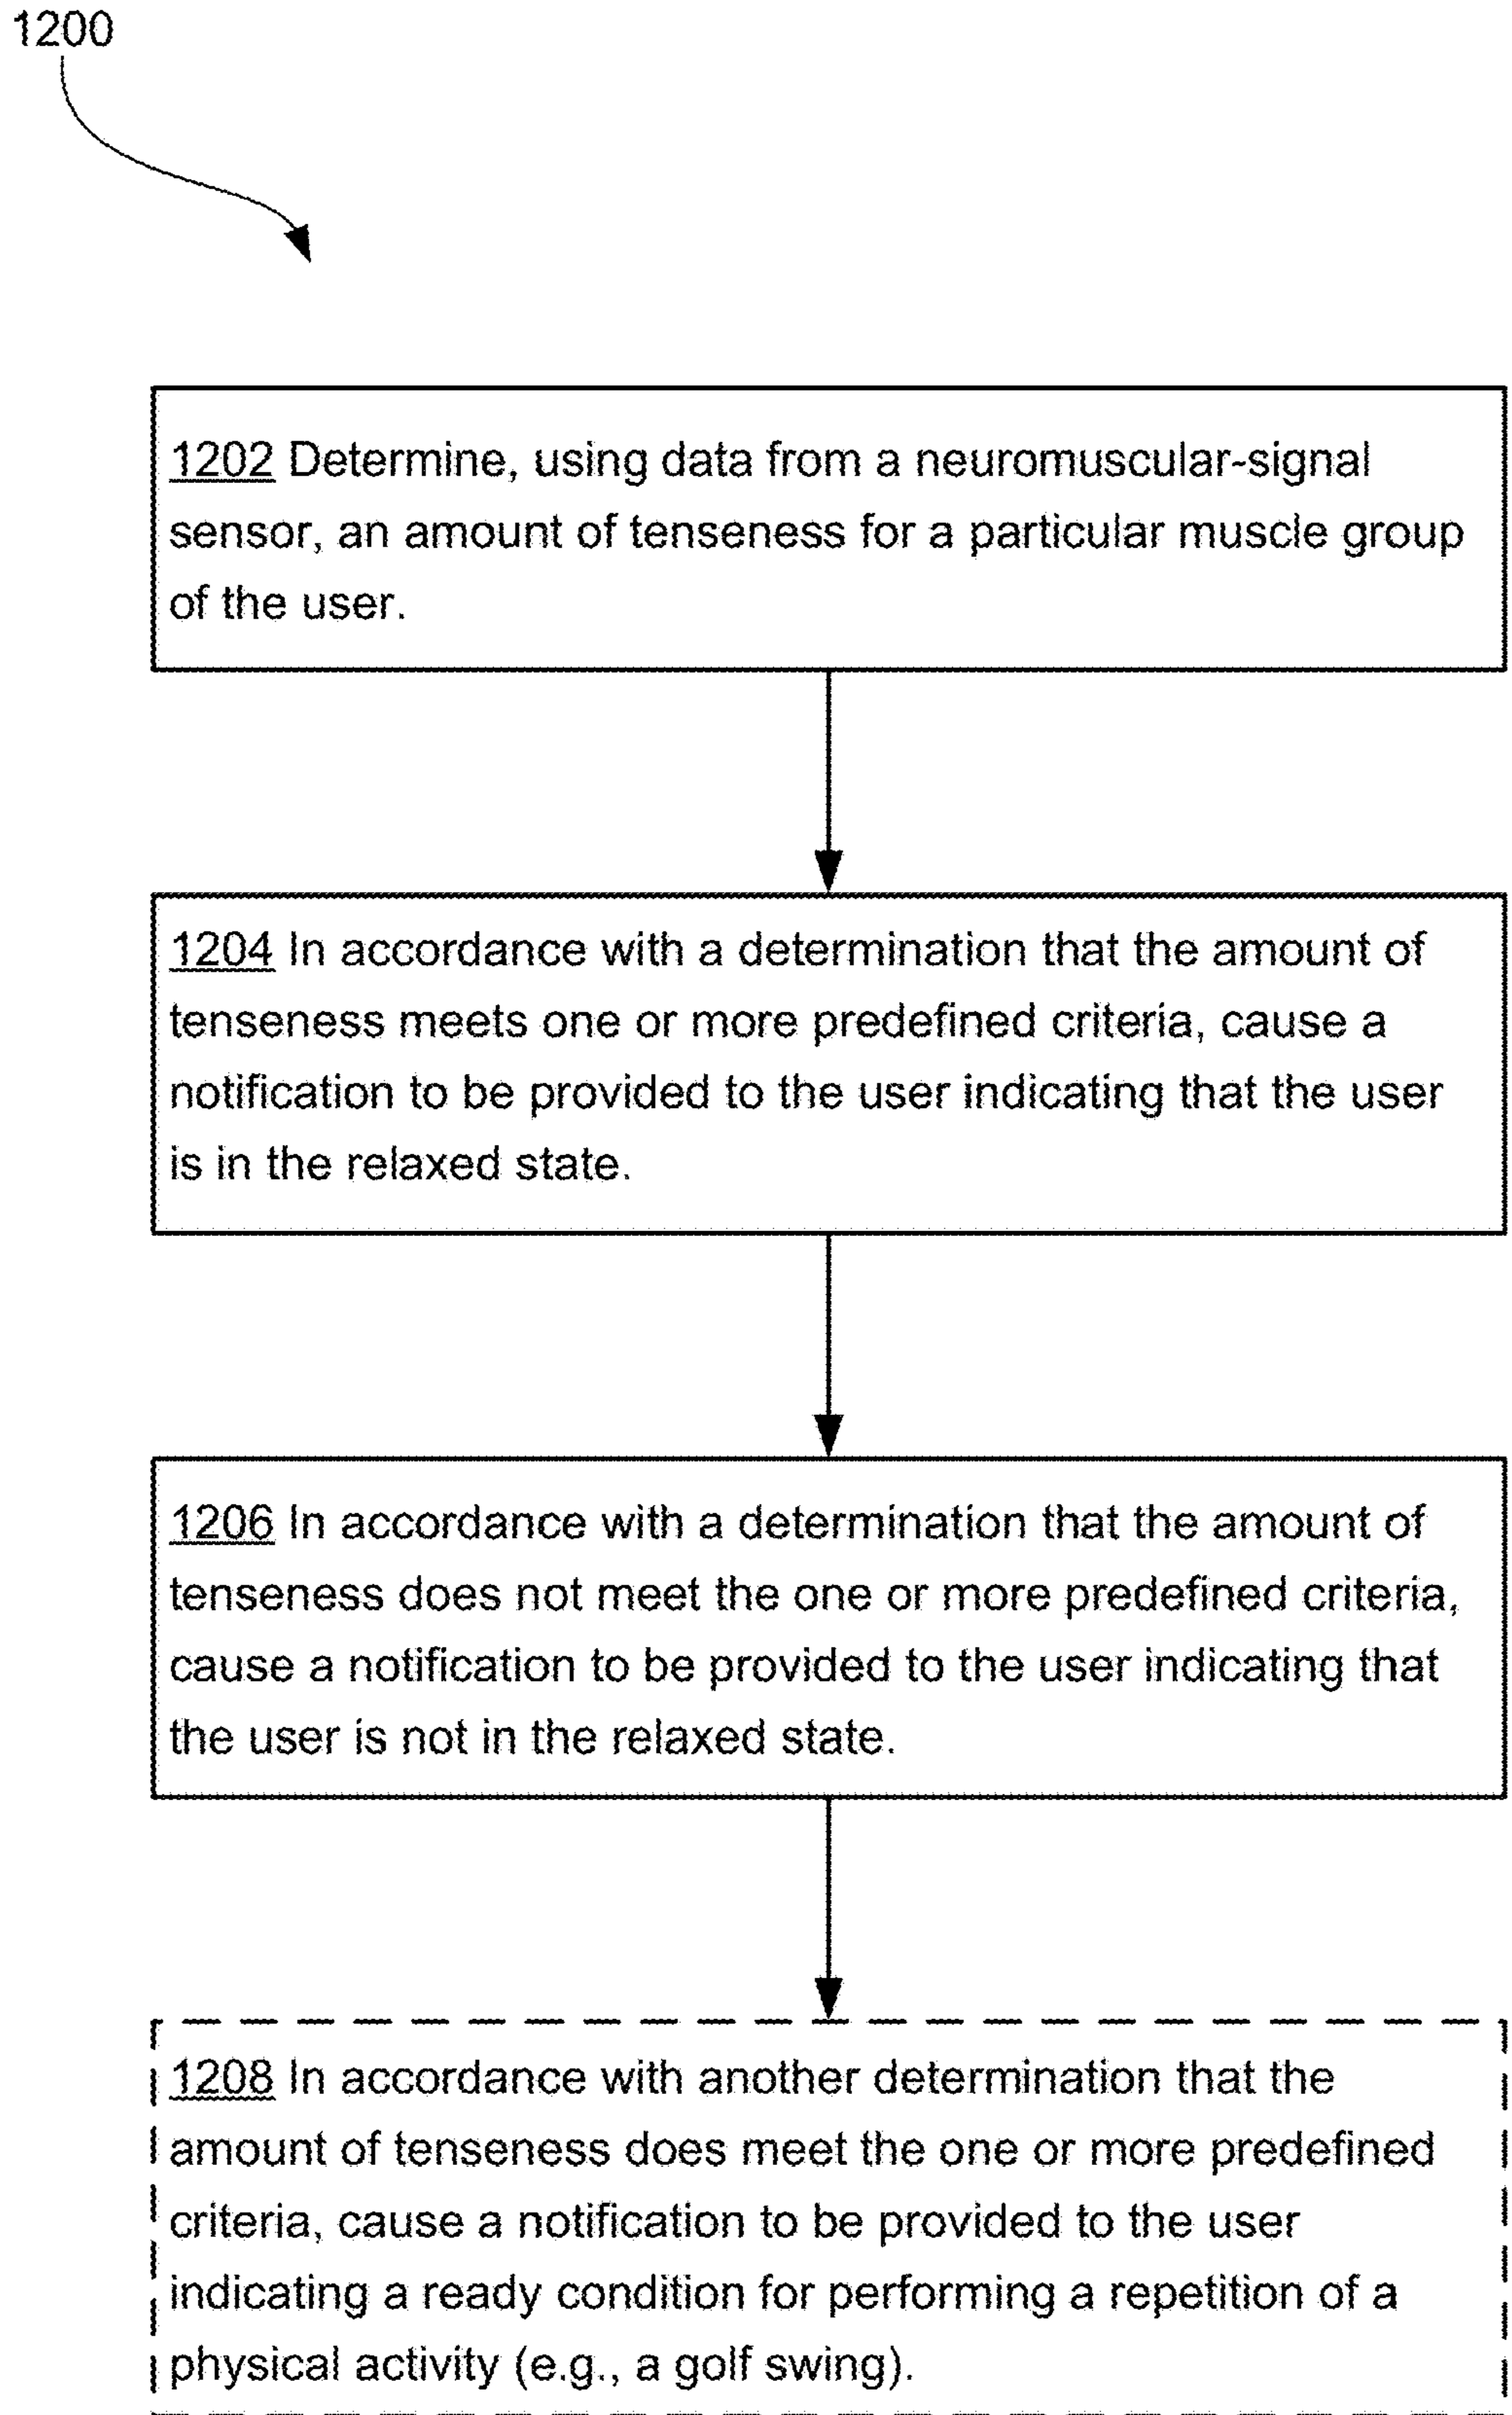 1200
1202 Determine, using data from a neuromuscular-signal
sensor, an amount of tenseness for a particular muscle group
of the user.
1204 In accordance with a determination that the amount of
tenseness meets one or more predefined criteria, cause a
notification to be provided to the user indicating that the user
is in the relaxed state.
1206 In accordance with a determination that the amount of
tenseness does not meet the one or more predefined criteria,
cause a notification to be provided to the user indicating that
the user is not in the relaxed state.
1208 In accordance with another determination that the
amount of tenseness does meet the one or more predefined
criteria, cause a notification to be provided to the user
indicating a ready condition for performing a repetition of a
physical activity (e.g., a golf swing).